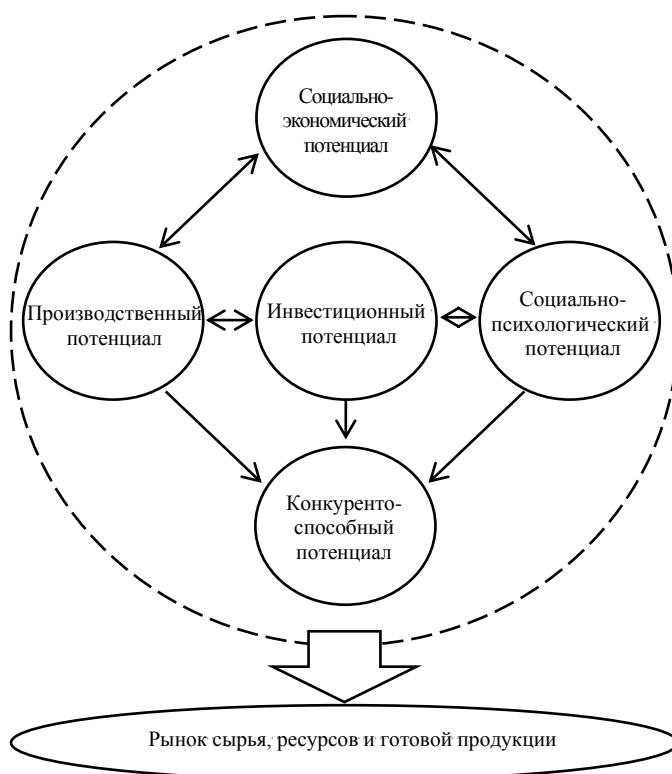 Социально-
экономический
потенциал
Производственный
потенциал
Инвестиционный
потенциал
Социально-
психологический
потенциал
Конкуренто-
способный
потенциал
Рынок сырья, ресурсов и готовой продукции